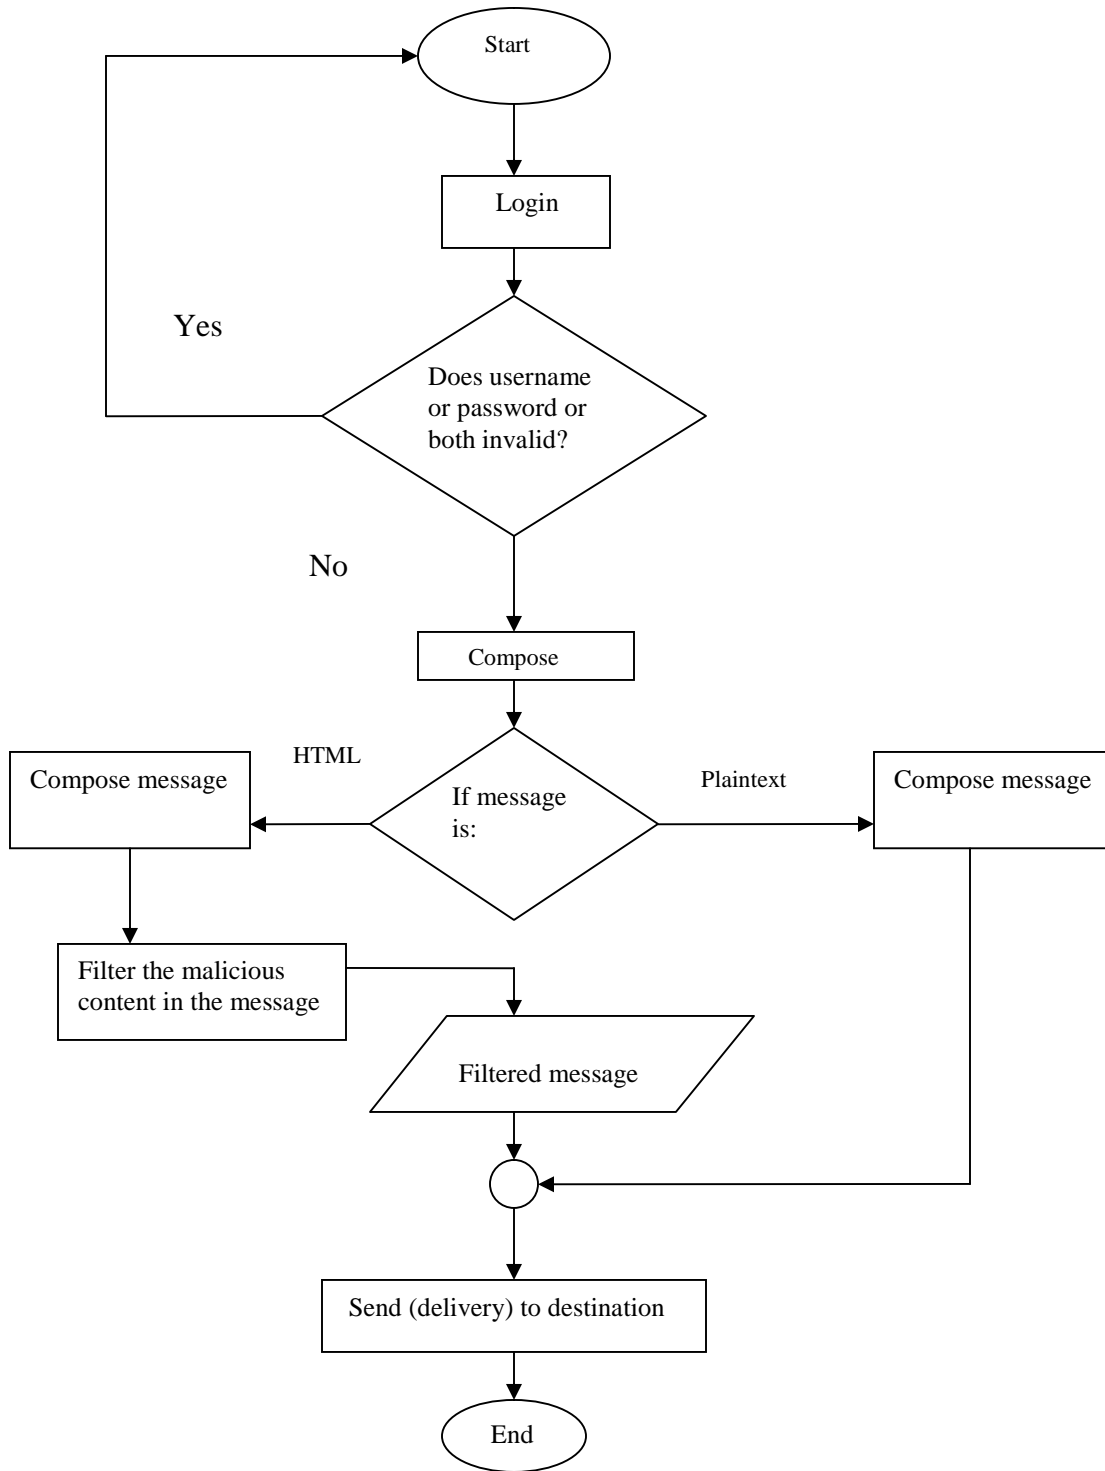 Start
Login
Yes
Does username
or password or
both invalid?
No
Compose
HTML
Compose message
If message
is:
Plaintext
Compose message
Filter the malicious
content in the message
Filtered message
Send (delivery) to destination
End